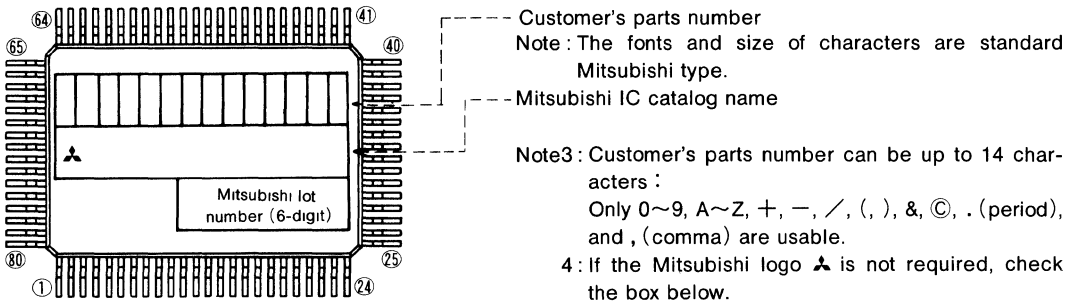 64 41
65 40
80 25
1 24
Mitsubishi lot
number (6-digit)
Customer's parts number
Note : The fonts and size of characters are standard
Mitsubishi type.
Mitsubishi IC catalog name
Note3 : Customer's parts number can be up to 14 char-
acters :
Only 0~9, A~Z, +, −, ／, (, ), &, Ⓒ, . (period),
and , (comma) are usable.
4 : If the Mitsubishi logo is not required, check
the box below.